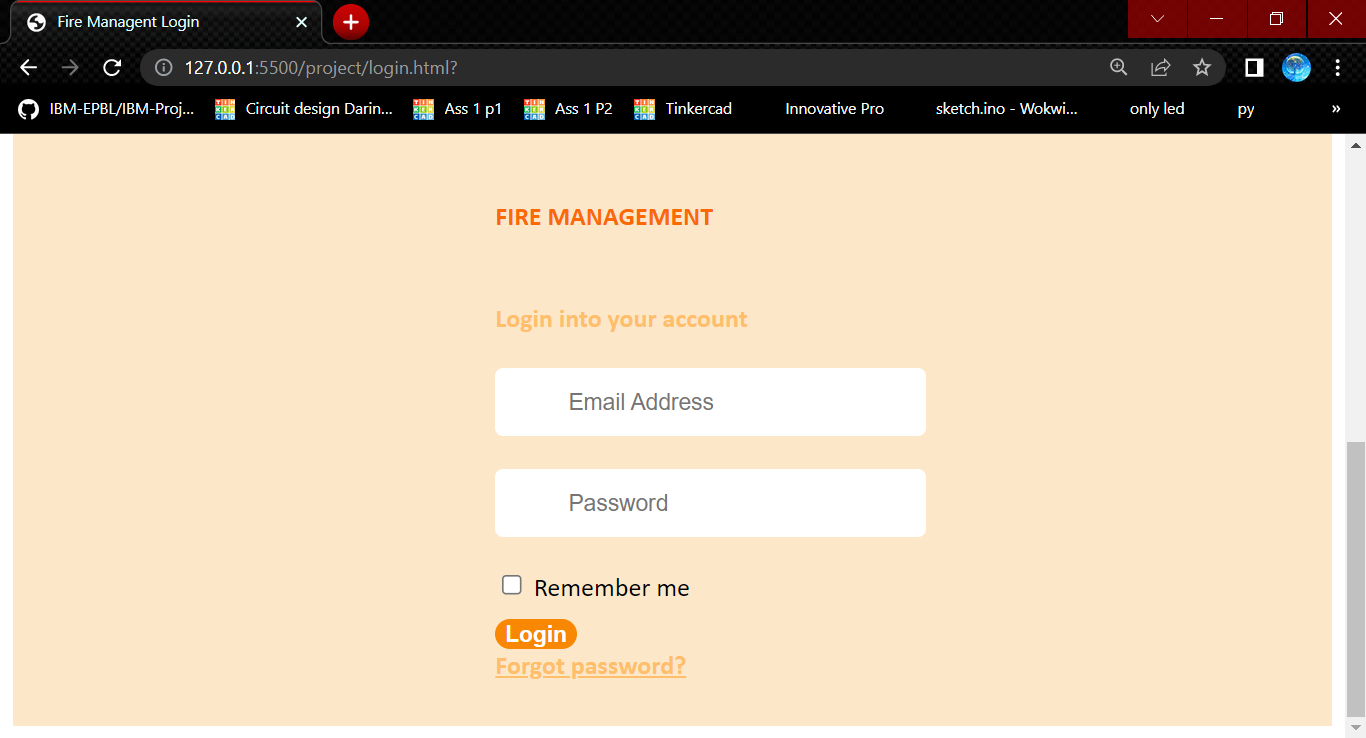 Fire Managent Login
127.0.0.1:5500/project/login.html?
IBM-EPBL/IBM-Proj... Circuit design Darin... Ass 1 p1 Ass 1 P2 Tinkercad Innovative Pro sketch.ino - Wokwi... only led py »
FIRE MANAGEMENT
Login into your account
Email Address
Password
Remember me
Login
Forgot password?